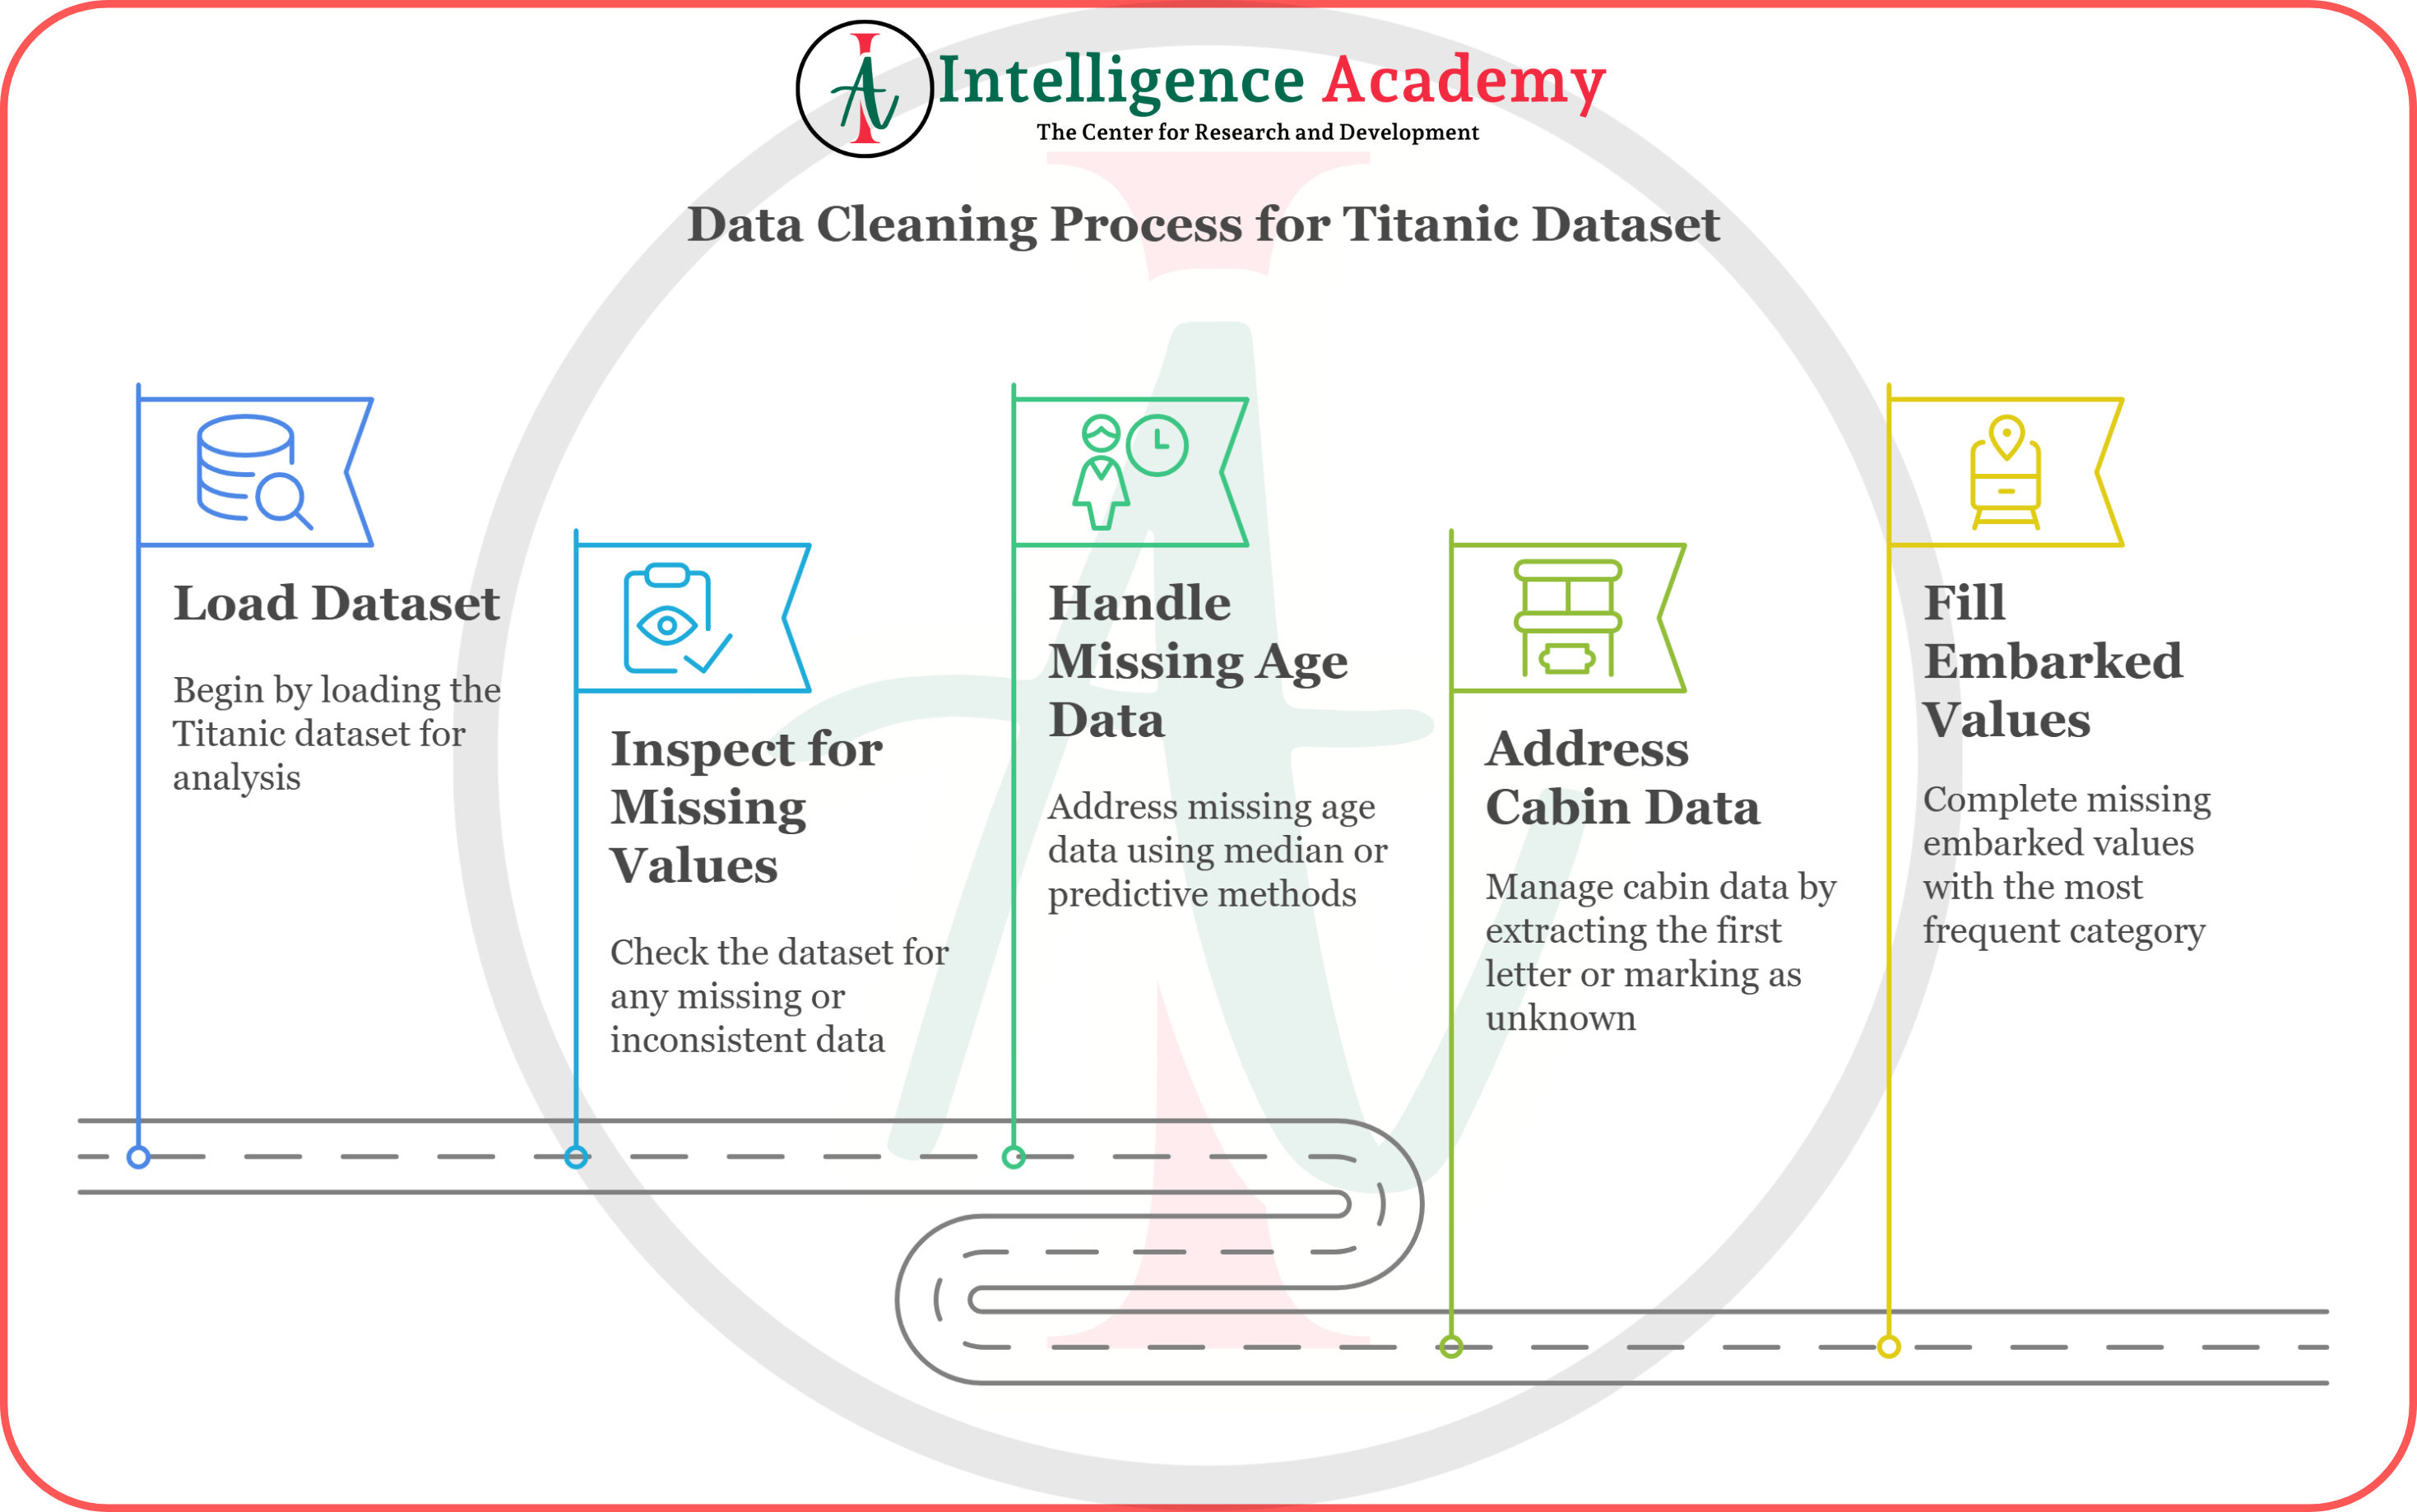 Intelligence Academy
The Center for Research and Development
Data Cleaning Process for Titanic Dataset
Load Dataset
Begin by loading the
Titanic dataset for
analysis
Inspect for
Missing
Values
Check the dataset for
any missing or
inconsistent data
Handle
Missing Age
Data
Address missing age
data using median or
predictive methods
Address
Cabin Data
Manage cabin data by
extracting the first
letter or marking as
unknown
Fill
Embarked
Values
Complete missing
embarked values
with the most
frequent category